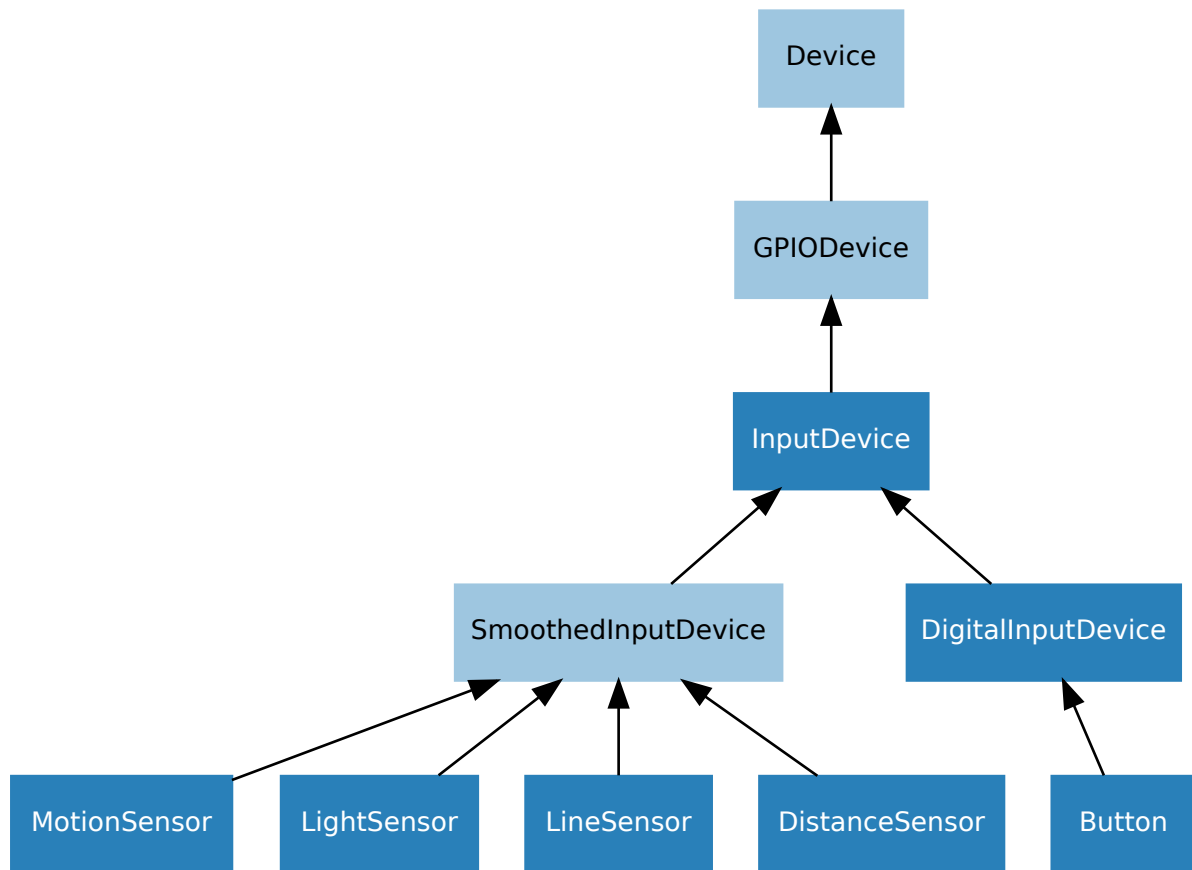 Device
GPIODevice
InputDevice
SmoothedInputDevice
DigitalInputDevice
MotionSensor
LightSensor
LineSensor
DistanceSensor
Button